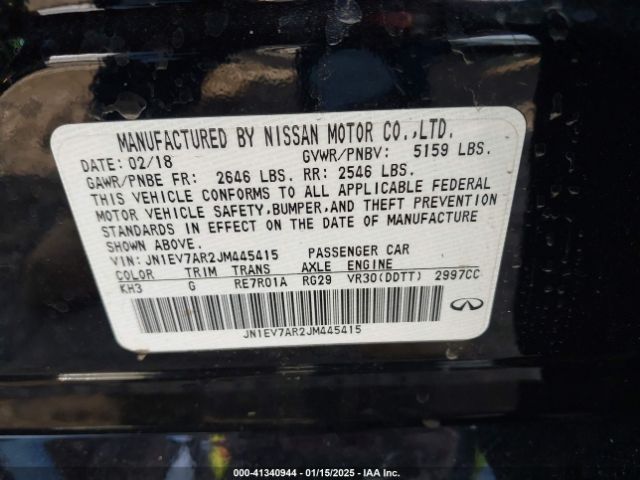 MANUFACTURED BY NISSAN MOTOR CO.,LTD.
DATE: 02/18 GVWR/PNBV: 5159 LBS.
GAWR/PNBE FR: 2646 LBS. RR: 2546 LBS.
THIS VEHICLE CONFORMS TO ALL APPLICABLE FEDERAL
MOTOR VEHICLE SAFETY,BUMPER,AND THEFT PREVENTION
STANDARDS IN EFFECT ON THE DATE OF MANUFACTURE
SHOWN ABOVE.
VIN: JN1EV7AR2JM445415 PASSENGER CAR
COLOR TRIM TRANS AXLE ENGINE
KH3 G RE7R01A RG29 VR30(DDTT) 2997CC
JN1EV7AR2JM445415
000-41340944 - 01/15/2025 - IAA Inc.